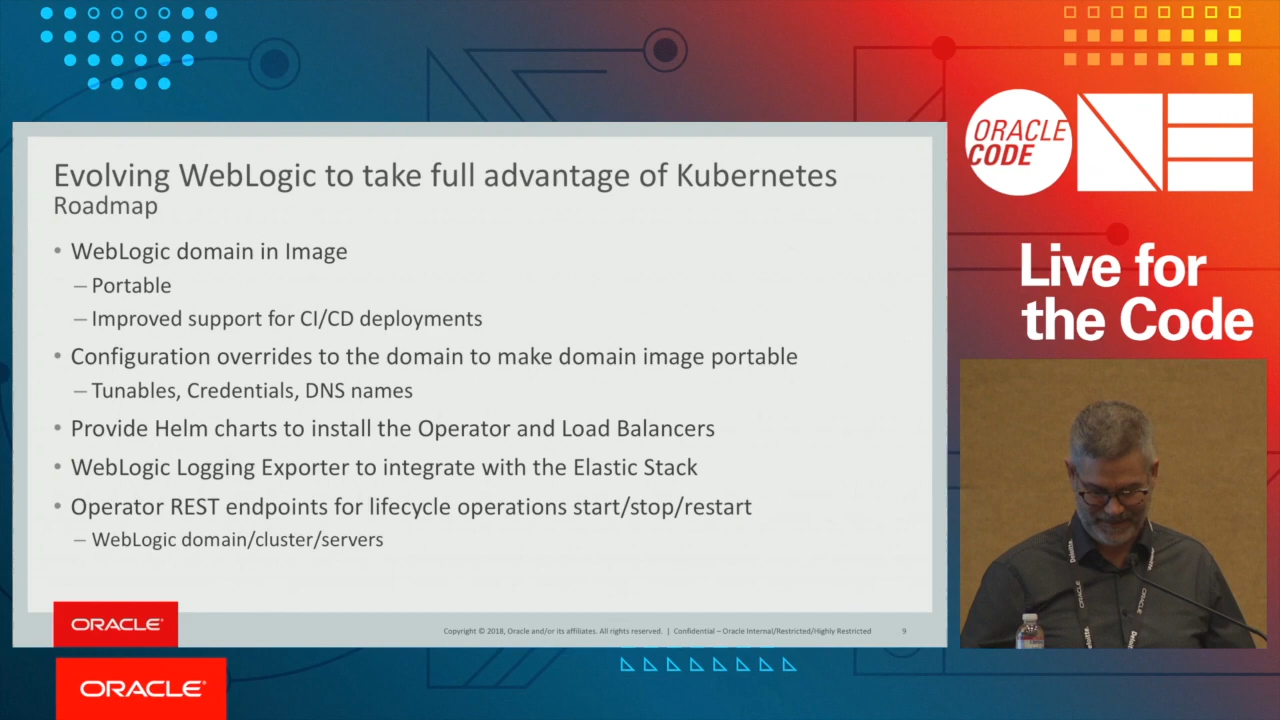 Evolving WebLogic to take full advantage of Kubernetes
Roadmap
• WebLogic domain in Image
– Portable
– Improved support for CI/CD deployments
• Configuration overrides to the domain to make domain image portable
– Tunables, Credentials, DNS names
• Provide Helm charts to install the Operator and Load Balancers
• WebLogic Logging Exporter to integrate with the Elastic Stack
• Operator REST endpoints for lifecycle operations start/stop/restart
– WebLogic domain/cluster/servers
ORACLE
Copyright © 2018, Oracle and/or its affiliates. All rights reserved. | Confidential – Oracle Internal/Restricted/Highly Restricted 9
ORACLE
ORACLE
CODE
ONE
Live for
the Code
Deloitte